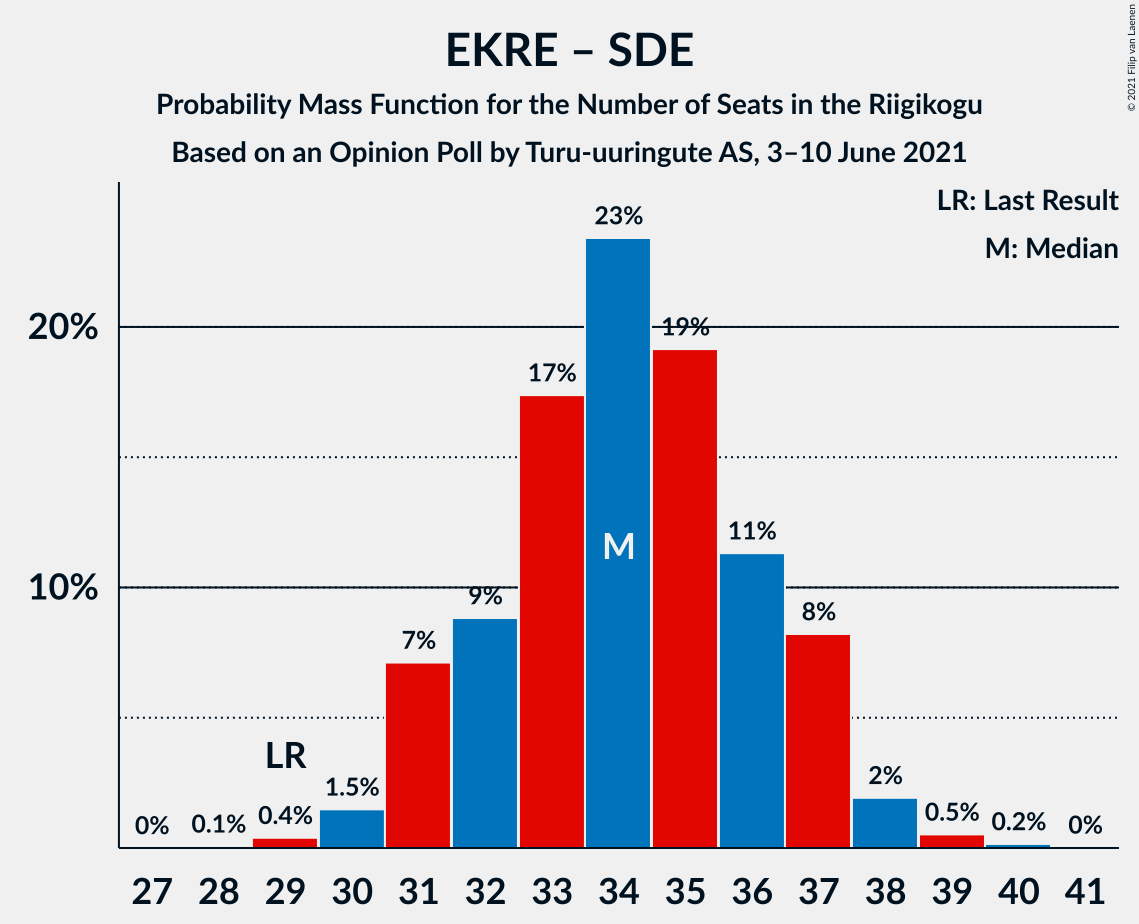 EKRE – SDE
Probability Mass Function for the Number of Seats in the Riigikogu
Based on an Opinion Poll by Turu-uuringute AS, 3–10 June 2021
© 2021 Filip van Laenen
LR: Last Result
M: Median
23%
20%
19%
17%
M
11%
10%
9%
8%
7%
LR
2%
1.5%
0%
0.1%
0.4%
0.5%
0.2%
0%
27 28 29 30 31 32 33 34 35 36 37 38 39 40 41